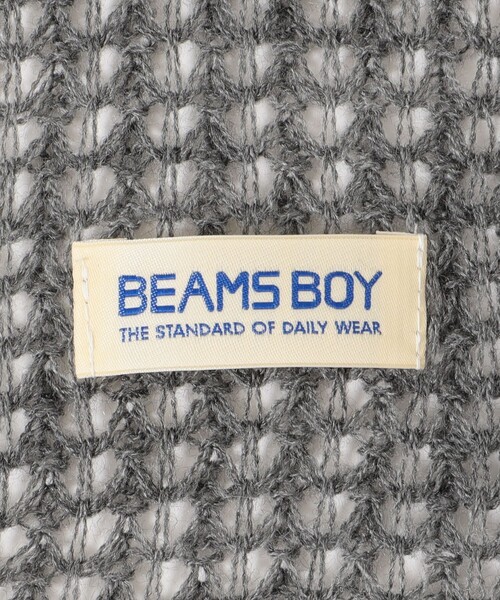 BEAMS BOY
THE STANDARD OF DAILY WEAR